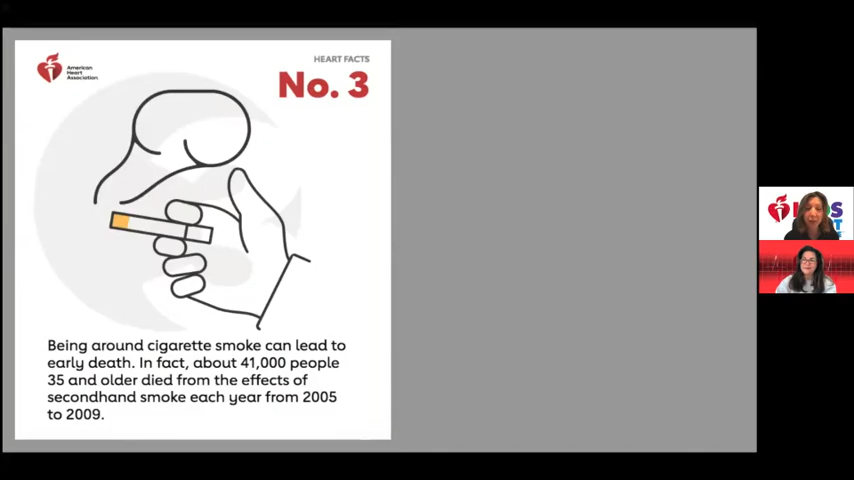 American
Heart
Association.
HEART FACTS
No. 3
Being around cigarette smoke can lead to
early death. In fact, about 41,000 people
35 and older died from the effects of
secondhand smoke each year from 2005
to 2009.